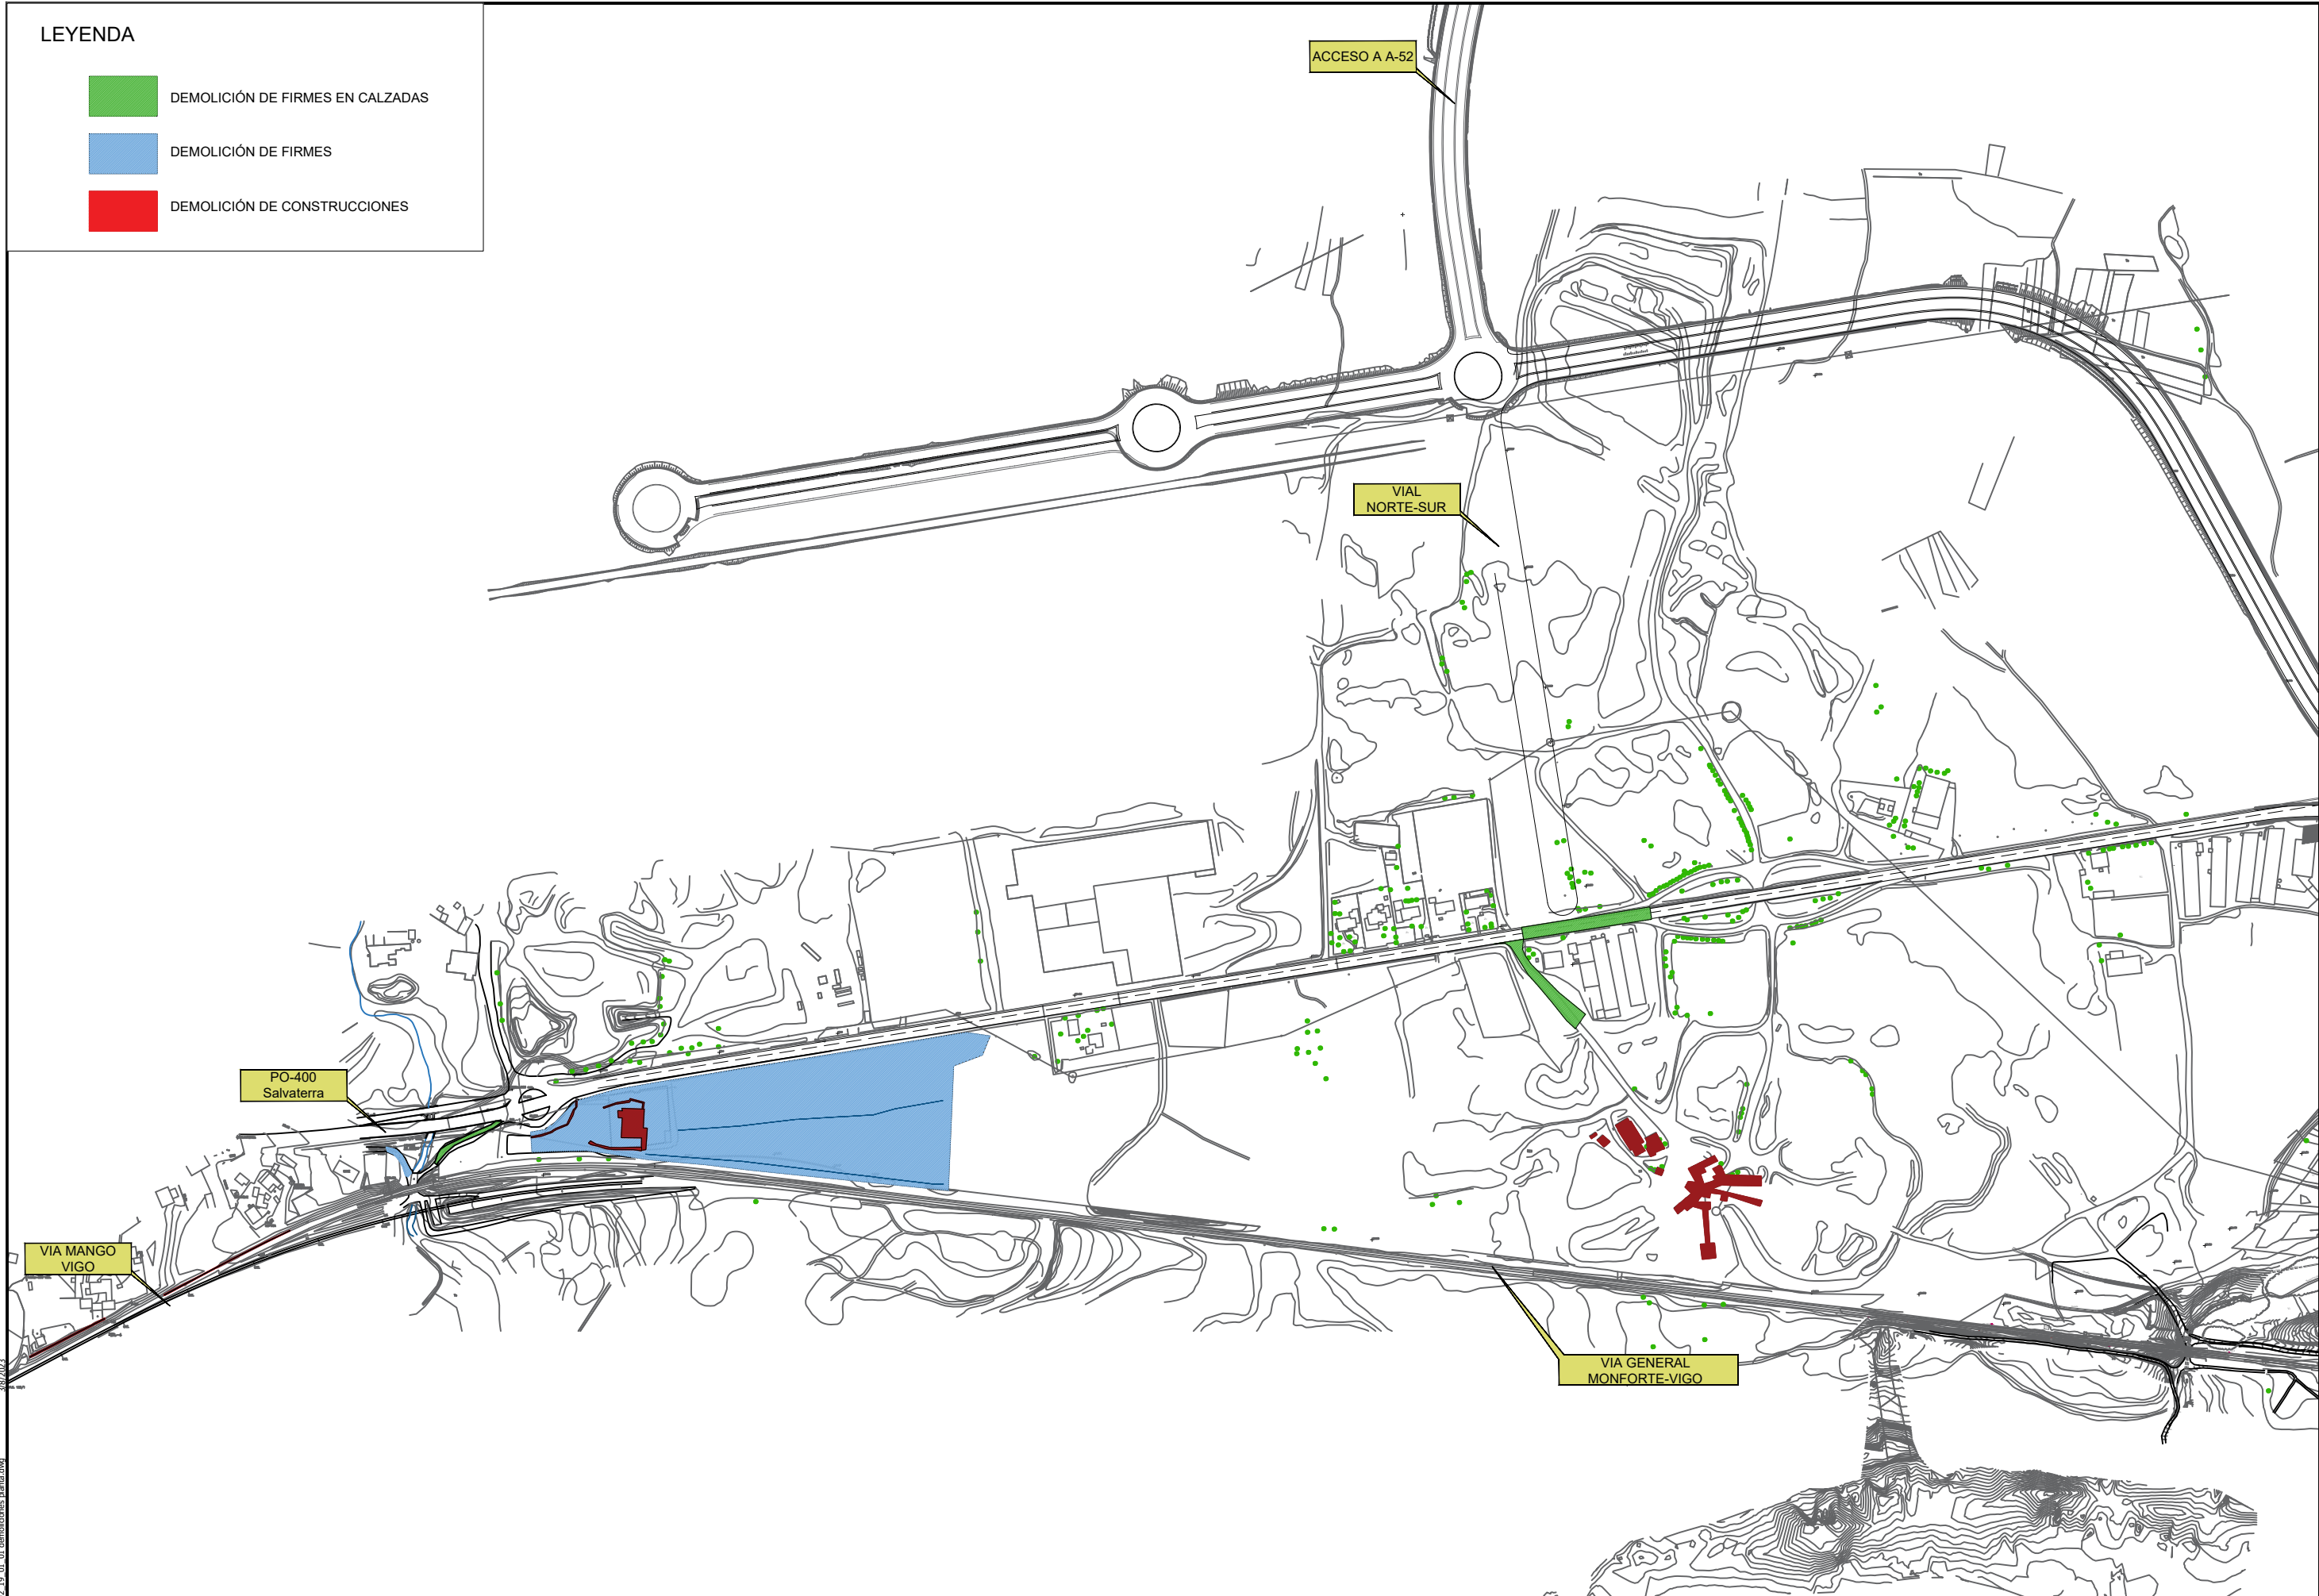 LEYENDA
DEMOLICIÓN DE FIRMES EN CALZADAS
DEMOLICIÓN DE FIRMES
DEMOLICIÓN DE CONSTRUCCIONES
ACCESO A A-52
VIAL
NORTE-SUR
PO-400
Salvaterra
VIA MANGO
VIGO
VIA GENERAL
MONFORTE-VIGO